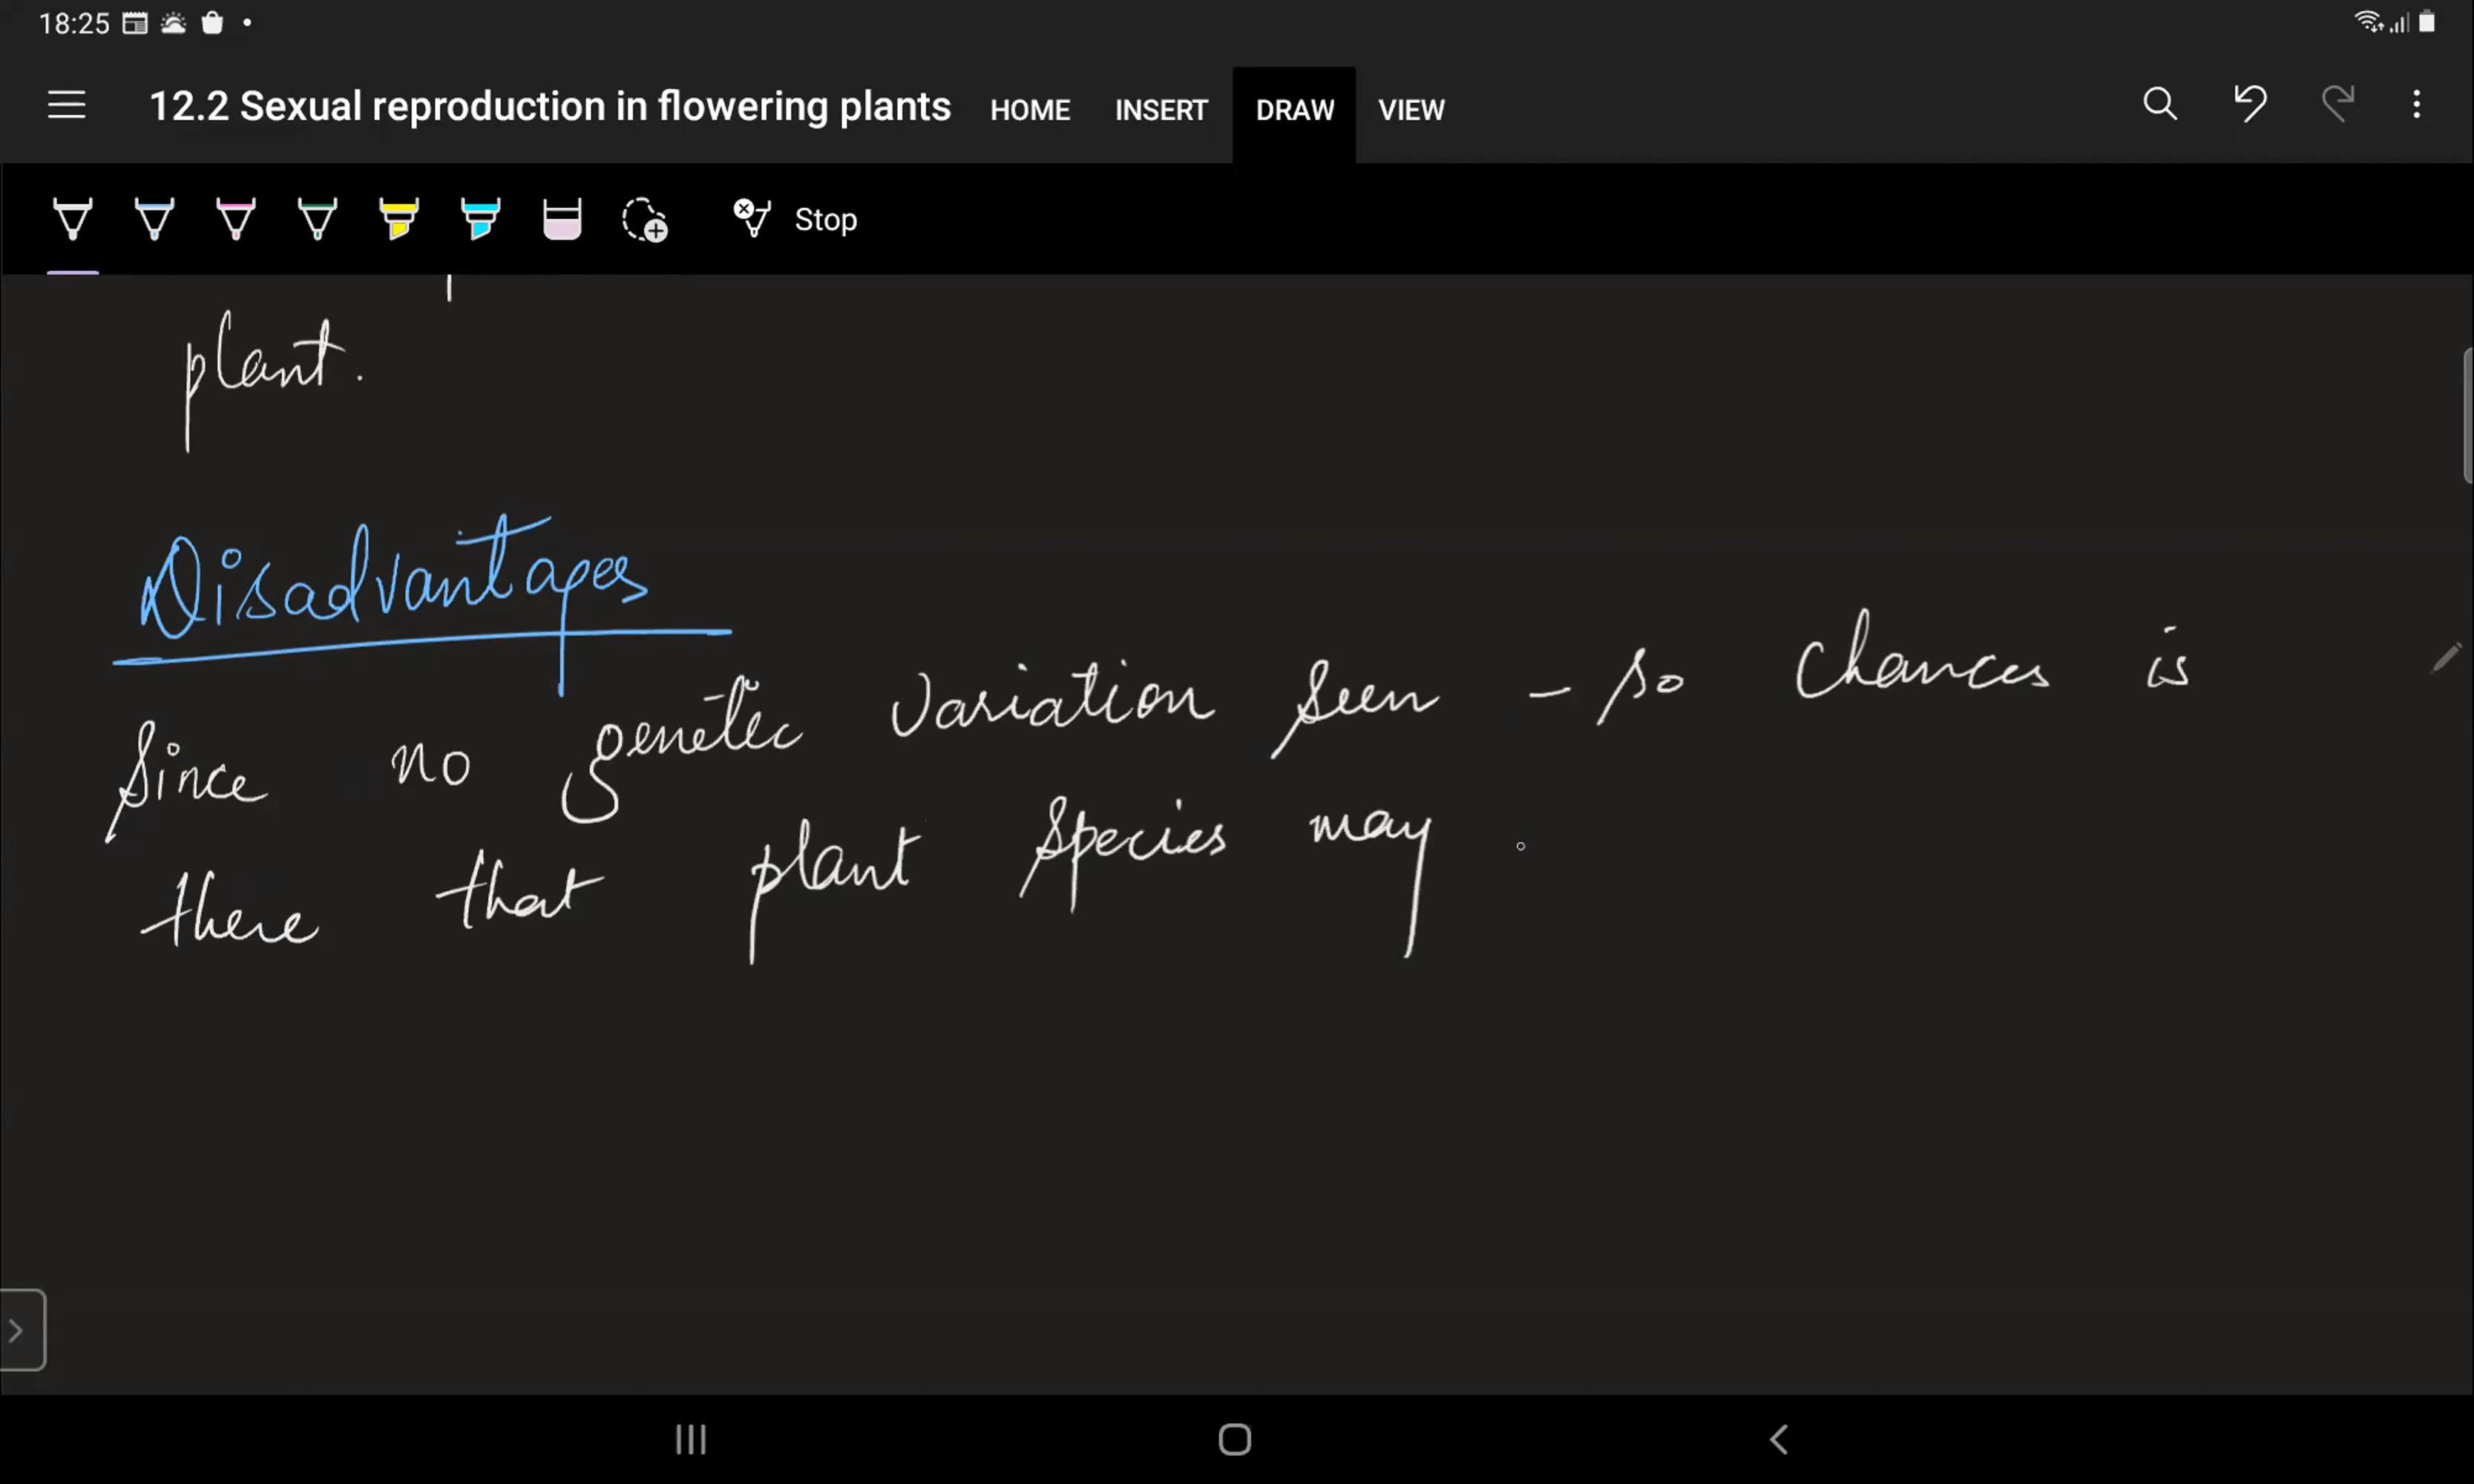 18:25
12.2 Sexual reproduction in flowering plants HOME INSERT DRAW VIEW
Stop
plant.
Disadvantages
Since no genetic variation seen - so chances is
there that plant species may